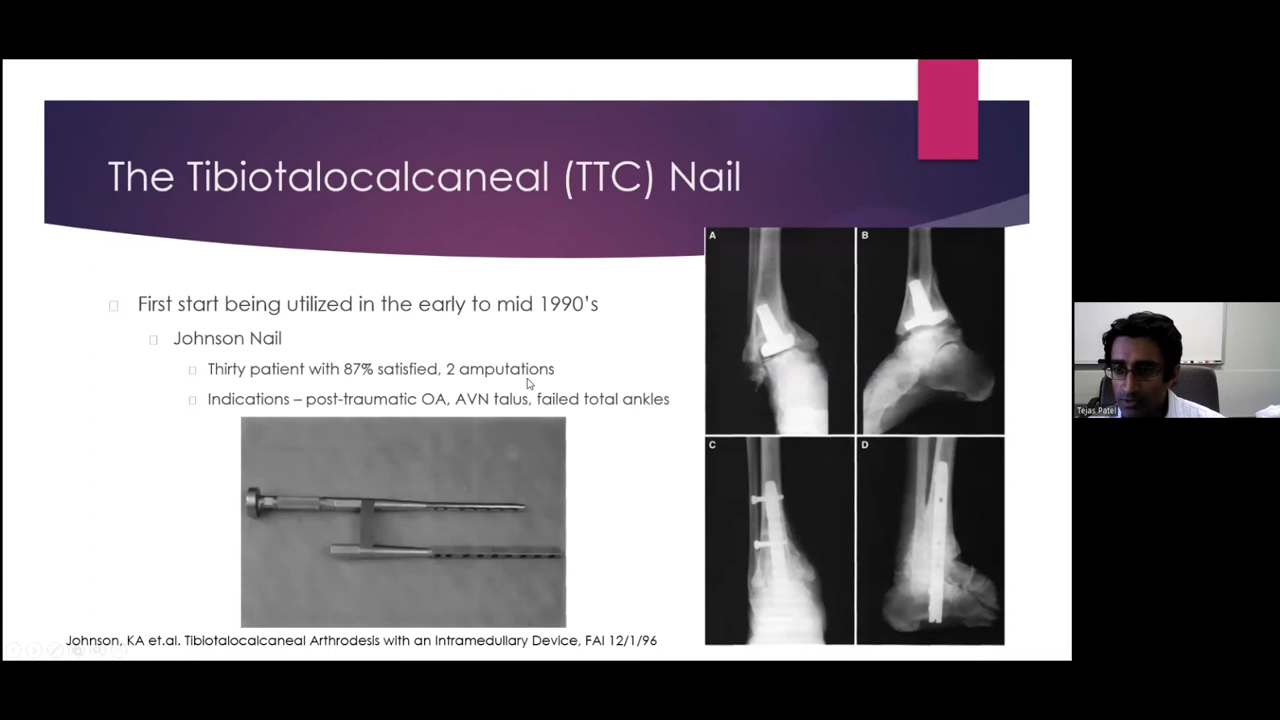 The Tibiotalocalcaneal (TTC) Nail
First start being utilized in the early to mid 1990's
Johnson Nail
Thirty patient with 87% satisfied, 2 amputations
Indications – post-traumatic OA, AVN talus, failed total ankles
A
B
C
D
Johnson, KA et.al. Tibiotalocalcaneal Arthrodesis with an Intramedullary Device, FAI 12/1/96
Tejas Patel